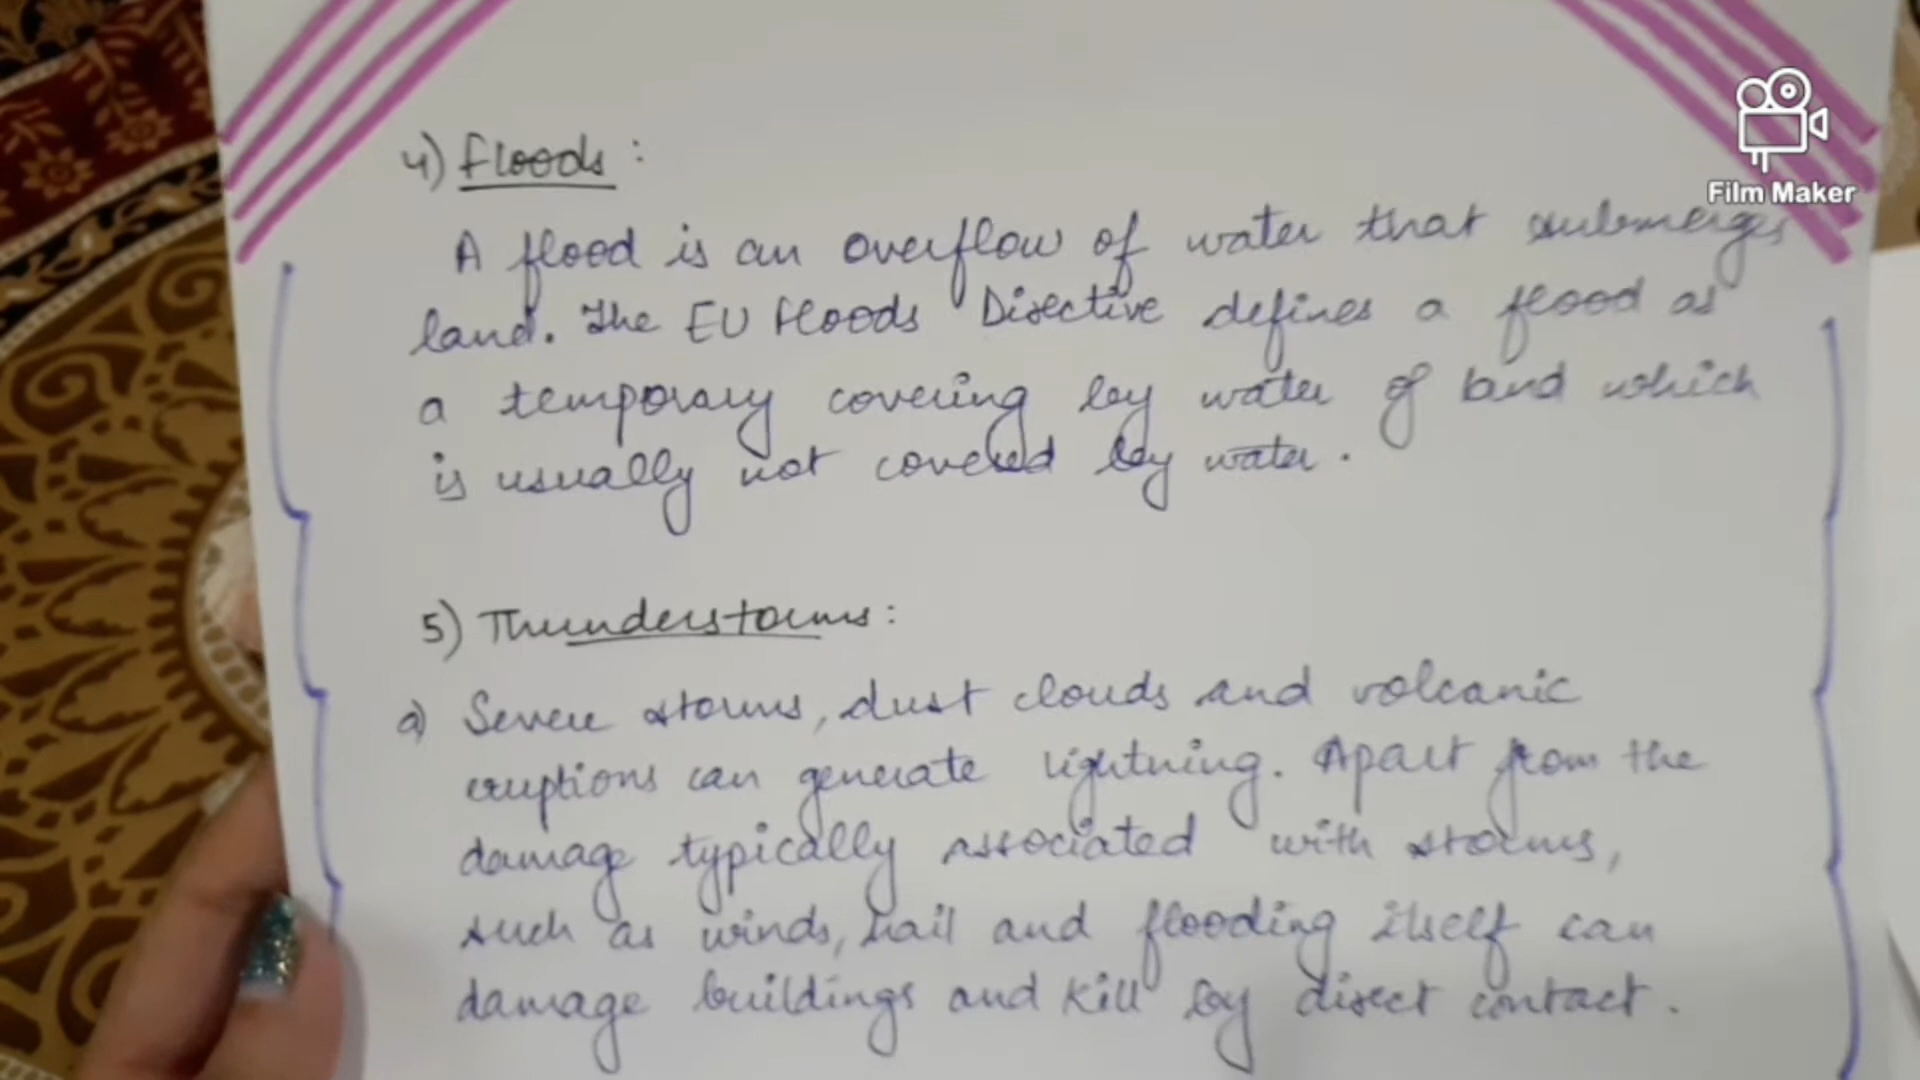 Film Maker
4) Floods :
A flood is an overflow of water that submerges
land. The EU Floods Directive defines a flood as
a temporary covering by water of land which
is usually not covered by water.
5) Thunderstorms:
a) Severe storms, dust clouds and volcanic
eruptions can generate lightning. Apart from the
damage typically associated with storms,
such as winds, hail and flooding itself can
damage buildings and kill by direct contact.